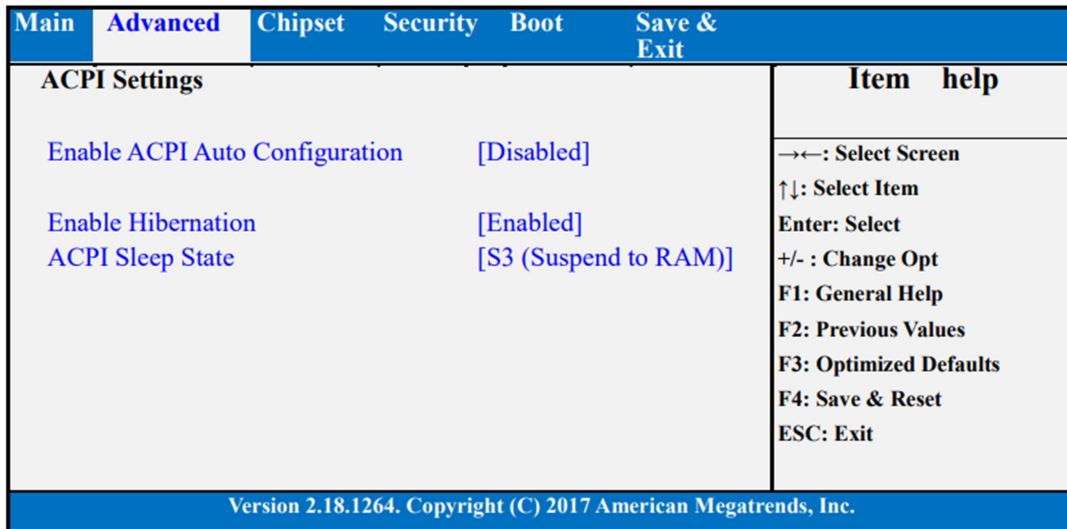 Main Advanced Chipset Security Boot Save &
Exit
ACPI Settings
Enable ACPI Auto Configuration [Disabled]
Enable Hibernation [Enabled]
ACPI Sleep State [S3 (Suspend to RAM)]
Item help
→←: Select Screen
↑↓: Select Item
Enter: Select
+/- : Change Opt
F1: General Help
F2: Previous Values
F3: Optimized Defaults
F4: Save & Reset
ESC: Exit
Version 2.18.1264. Copyright (C) 2017 American Megatrends, Inc.